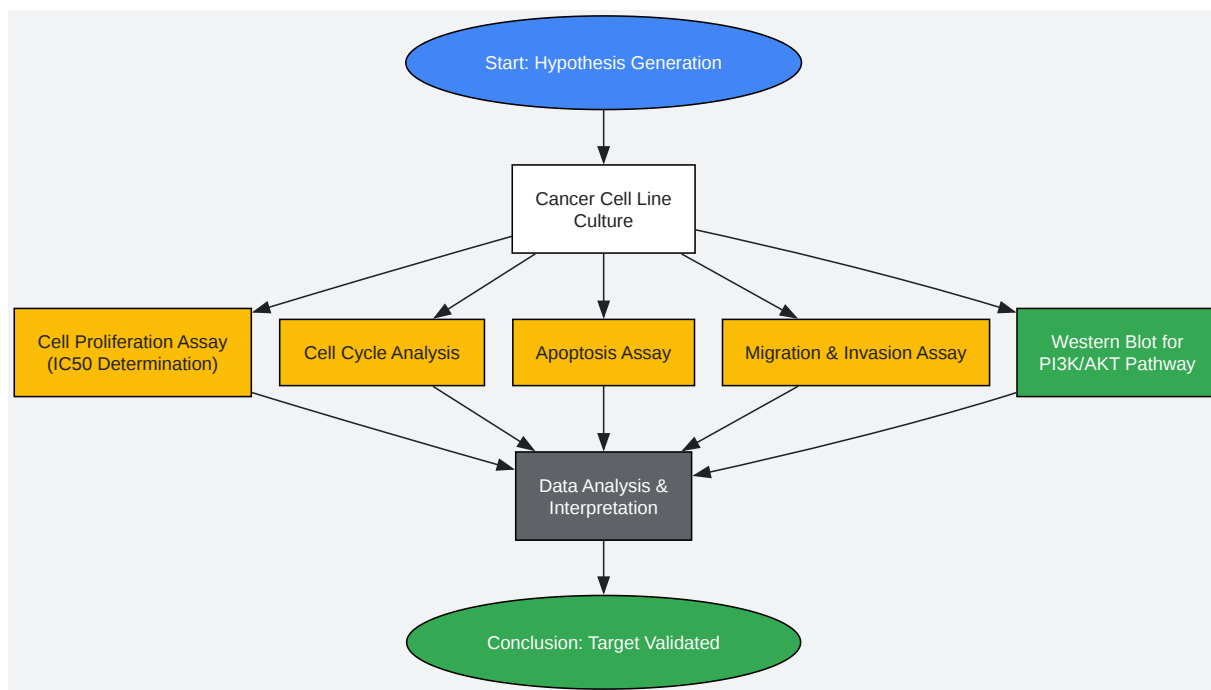 Start: Hypothesis Generation
Cancer Cell Line
Culture
Cell Proliferation Assay
(IC50 Determination)
Cell Cycle Analysis
Apoptosis Assay
Migration & Invasion Assay
Western Blot for
PI3K/AKT Pathway
Data Analysis &
Interpretation
Conclusion: Target Validated